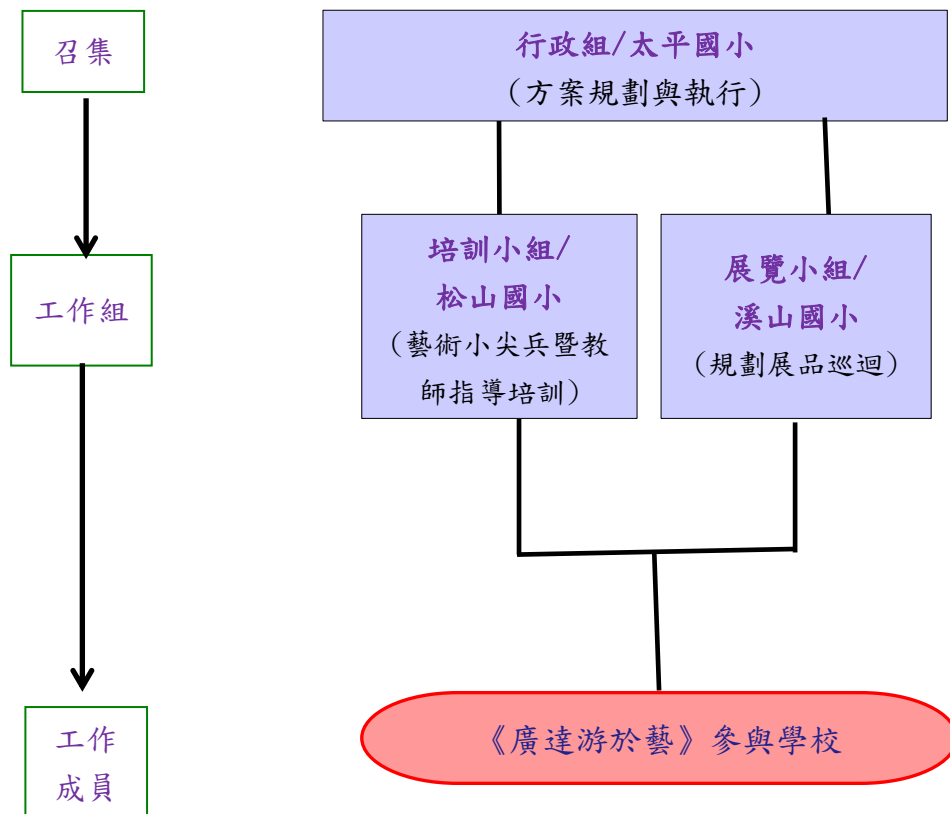 召集
行政組/太平國小
（方案規劃與執行）
工作組
培訓小組/
松山國小
（藝術小尖兵暨教
師指導培訓）
展覽小組/
溪山國小
（規劃展品巡迴）
工作
成員
《廣達游於藝》參與學校